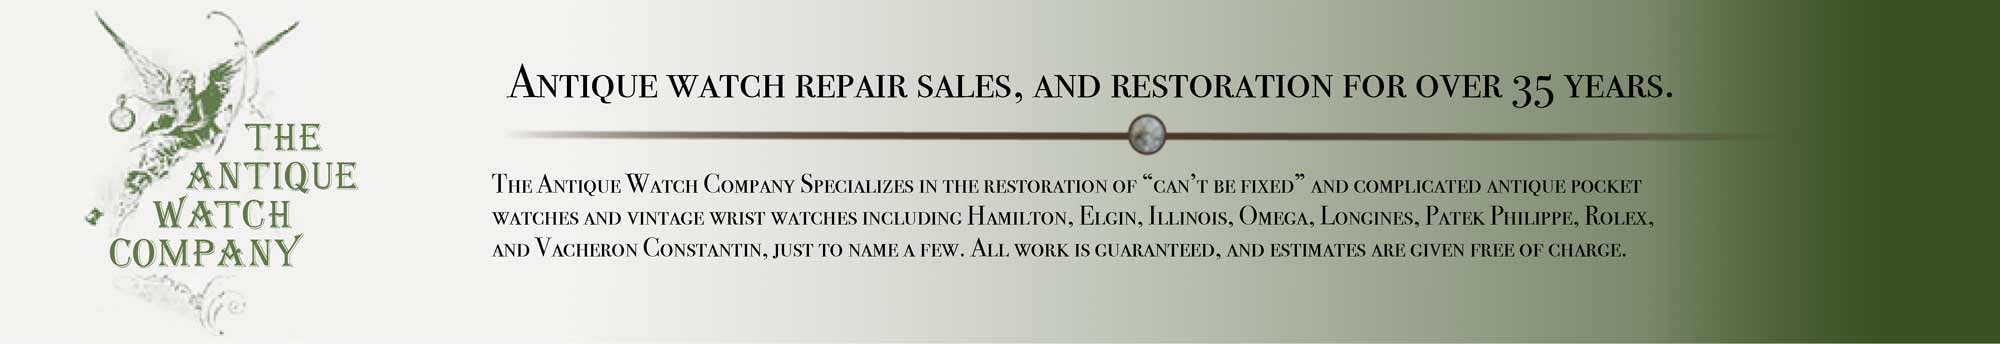 THE
ANTIQUE
WATCH
COMPANY
Antique watch repair sales, and restoration for over 35 years.
The Antique Watch Company Specializes in the restoration of “can’t be fixed” and complicated antique pocket
watches and vintage wrist watches including Hamilton, Elgin, Illinois, Omega, Longines, Patek Philippe, Rolex,
and Vacheron Constantin, just to name a few. All work is guaranteed, and estimates are given free of charge.